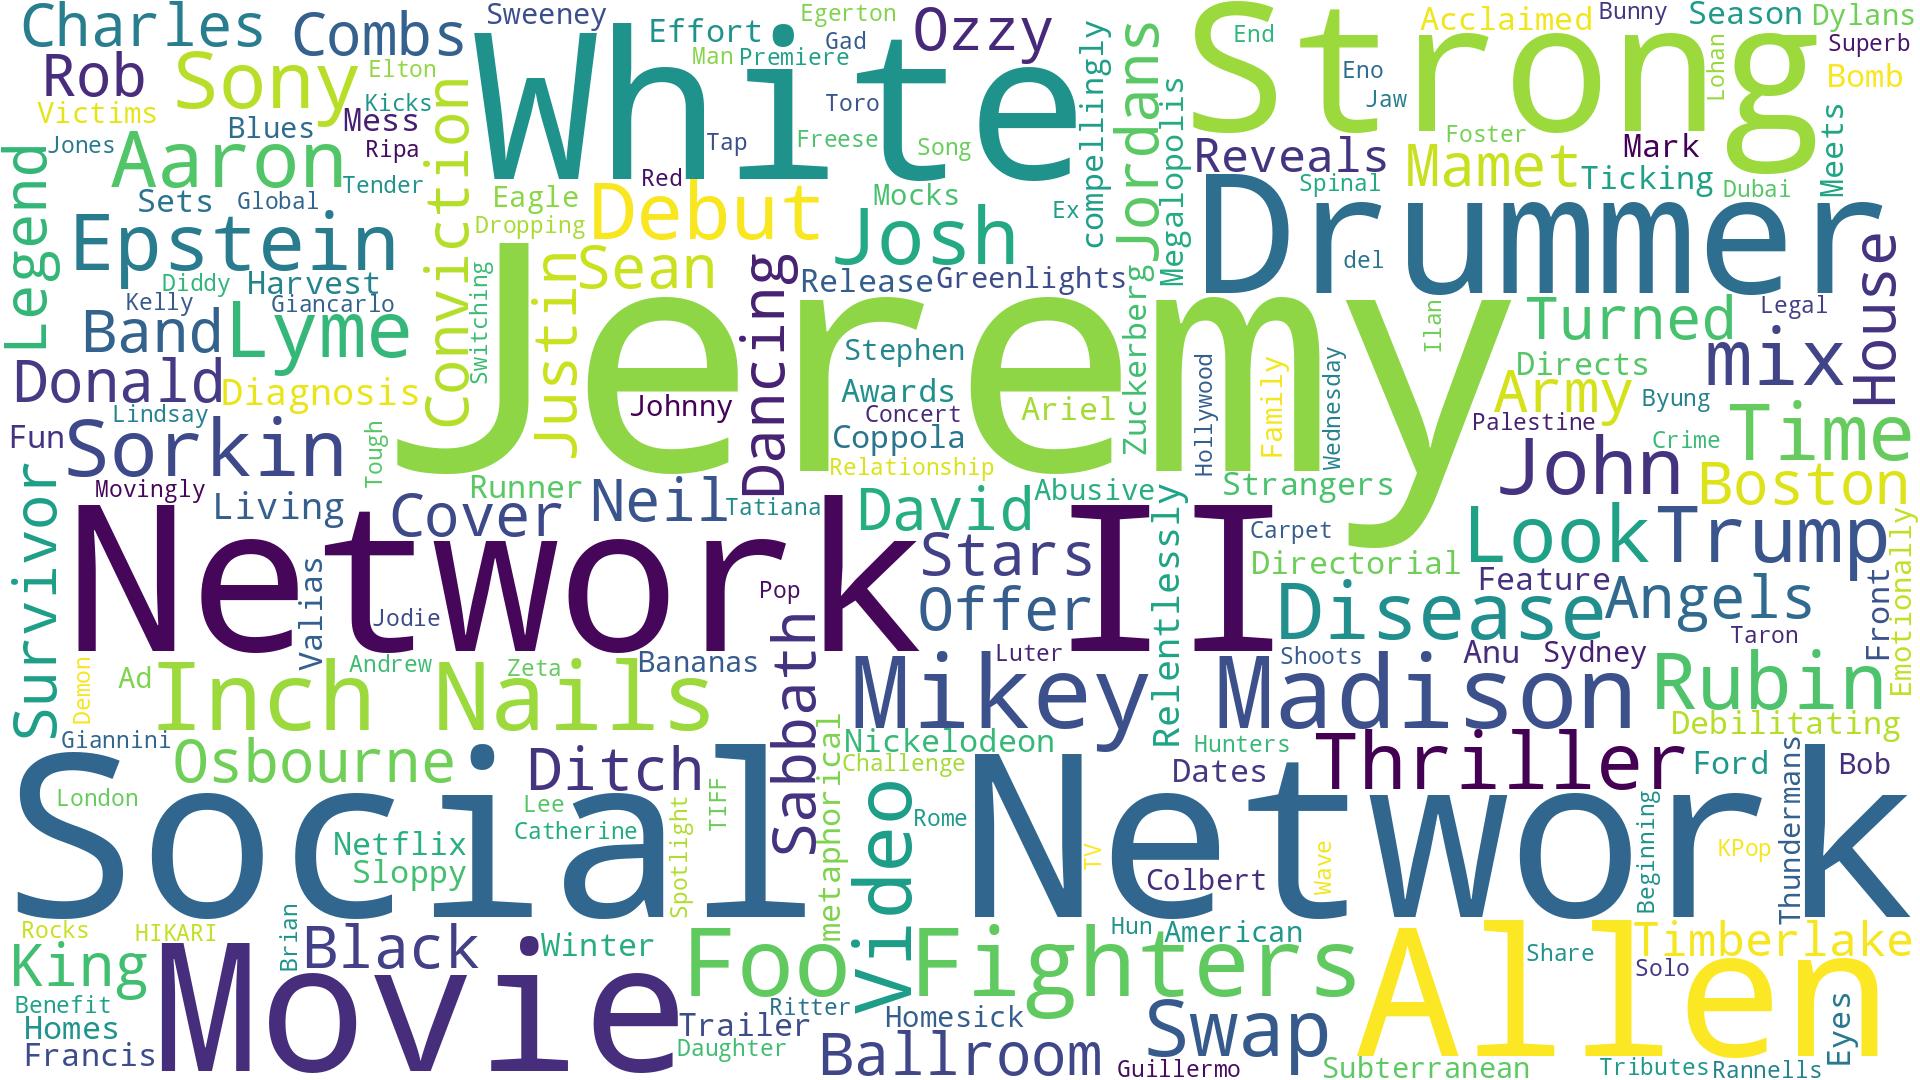 Charles
Combs
Sweeney
White
Effort
Egerton
Gad
Man
Premiere
Ozzy
compellingly
Jordans
Strong
End
Acclaimed
Bunny
Season
Dylans
Superb
Rob
Sony
Elton
Victims
Kicks
Mess
Blues
Jones
Aaron
Ripa
Tender
Conviction
Toro
Tap
Freese
Song
Megalopolis
Eno
Jaw
Lohan
Bomb
Foster
Mark
Meets
Reveals
Mamet
Ticking
Spinal
Dubai
Legend
Sets
Global
Eagle
Dropping
Red
Debut
Mocks
Josh
Ex
Drummer
del
House
Epstein
Diddy
Harvest
Kelly
Giancarlo
Switching
Justin
Sean
Dancing
Release
Greenlights
Zuckerberg
Jeremy
Ilan
Legal
Turned
Band
Lyme
Stephen
Directs
mix
Donald
Diagnosis
Lindsay
Johnny
Awards
Concert
Ariel
Hollywood
Family
Wednesday
Army
Byung
Palestine
Fun
Sorkin
Tough
Coppola
Relationship
Crime
Time
Movingly
Runner
Abusive
Strangers
John
Boston
Survivor
Living
Cover
Neil
Tatiana
David
Network II
Relentlessly
Carpet
Look
Trump
Emotionally
Stars
Directorial
Feature
Valias
Jodie
Pop
Sabbath
Offer
Disease
Angels
Front
Taron
Demon
Ad
Inch Nails
Andrew
Zeta
Bananas
Luter
Mikey
Shoots
Anu
Sydney
Madison
Rubin
Debilitating
Giannini
Osbourne
Ditch
metaphorical
Nickelodeon
Challenge
Hunters
Dates
Thriller
Ford
Thundermans
Bob
Social Network
London
Lee
Catherine
Netflix
Sloppy
Spotlight
TIFF
Video
Rome
TV
Colbert
Wave
Beginning
KPop
Rocks
HIKARI
Brian
Black
Winter
Foo Fighters
Hun
American
Allen
Share
Timberlake
Solo
King
Movie
Benefit
Homes
Francis
Ritter
Trailer
Daughter
Homesick
Ballroom
Swap
Guillermo
Subterranean
Tributes
Rannells
Eyes